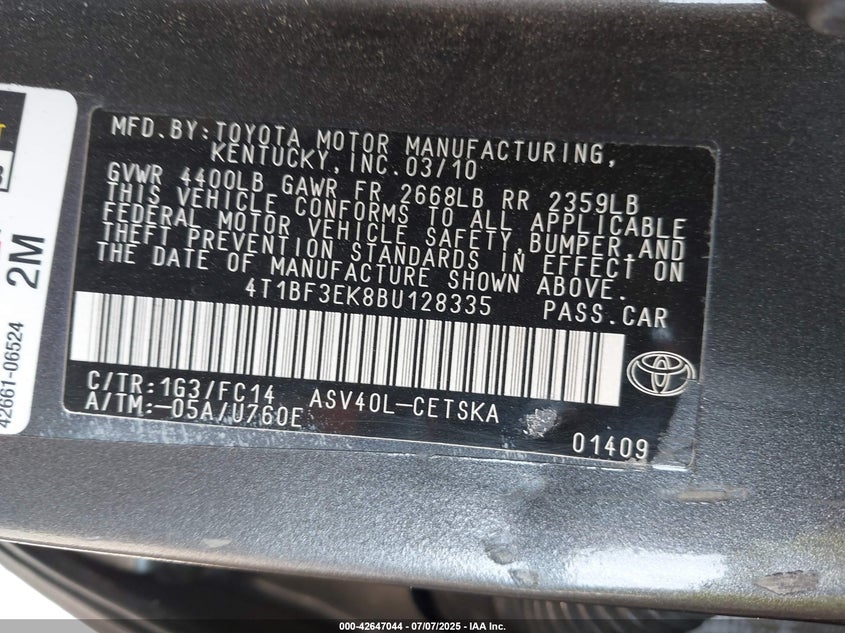 MFD.BY:TOYOTA MOTOR MANUFACTURING,
KENTUCKY,INC.03/10
GVWR 4400LB GAWR FR 2668LB RR 2359LB
THIS VEHICLE CONFORMS TO ALL APPLICABLE
FEDERAL MOTOR VEHICLE SAFETY,BUMPER,AND
THEFT PREVENTION STANDARDS IN EFFECT ON
THE DATE OF MANUFACTURE SHOWN ABOVE.
4T1BF3EK8BU128335 PASS.CAR
C/TR:1G3/FC14 ASV40L-CETSKA
A/TM:-05A/U760E
01409
2M
42661-06524
000-42647044 / 07/07/2025 - IAA Inc.